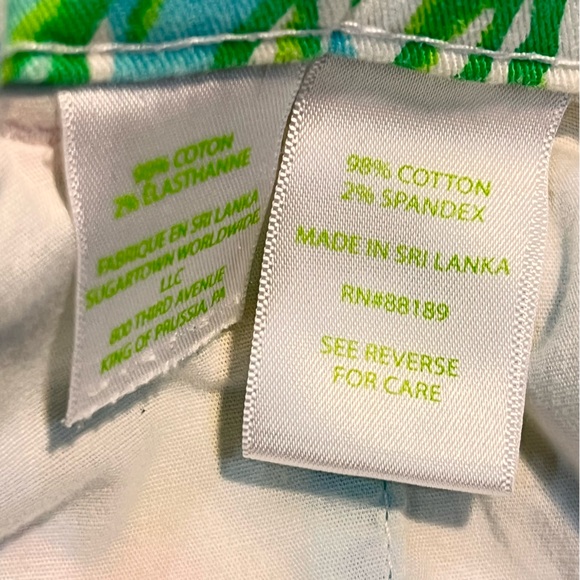 98% COTON
2% ÉLASTHANNE
FABRIQUE EN SRI LANKA
SUGARTOWN WORLDWIDE
LLC
800 THIRD AVENUE
KING OF PRUSSIA, PA
98% COTTON
2% SPANDEX
MADE IN SRI LANKA
RN#88189
SEE REVERSE
FOR CARE